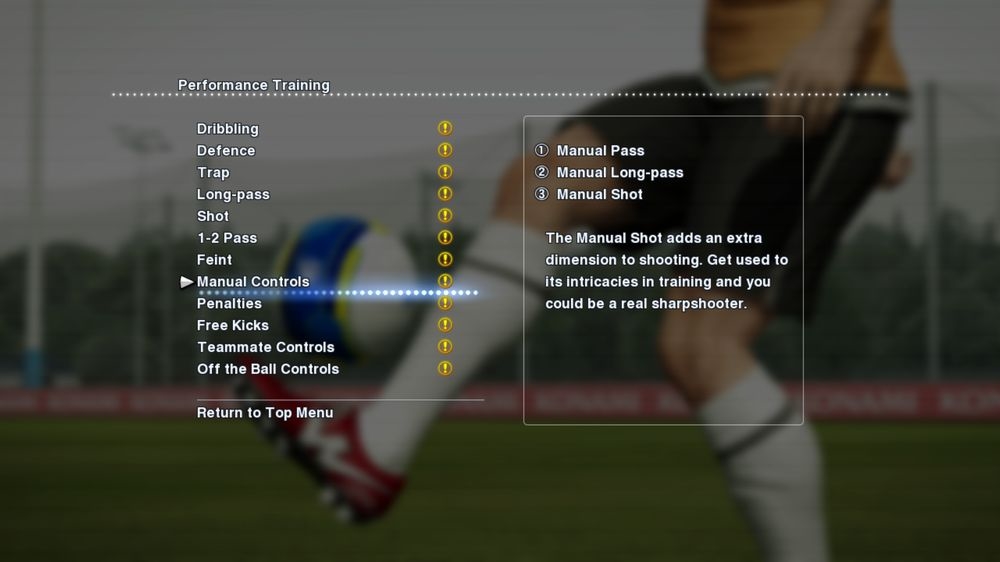 Performance Training
Dribbling
Defence
Trap
Long-pass
Shot
1-2 Pass
Feint
Manual Controls
Penalties
Free Kicks
Teammate Controls
Off the Ball Controls
Return to Top Menu
① Manual Pass
② Manual Long-pass
③ Manual Shot
The Manual Shot adds an extra
dimension to shooting. Get used to
its intricacies in training and you
could be a real sharpshooter.
KONAMI KONAMI